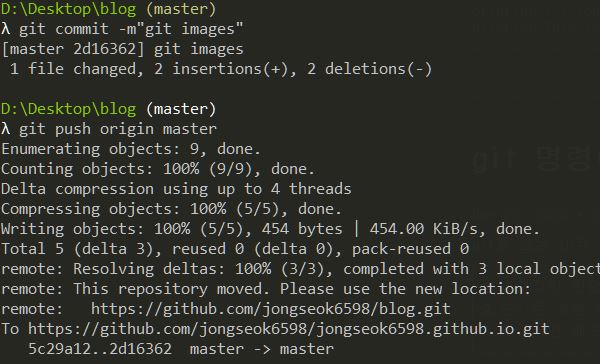 D:\Desktop\blog (master)
λ git commit -m"git images"
[master 2d16362] git images
 1 file changed, 2 insertions(+), 2 deletions(-)
D:\Desktop\blog (master)
λ git push origin master
Enumerating objects: 9, done.
Counting objects: 100% (9/9), done.
Delta compression using up to 4 threads
Compressing objects: 100% (5/5), done.
Writing objects: 100% (5/5), 454 bytes | 454.00 KiB/s, done.
Total 5 (delta 3), reused 0 (delta 0), pack-reused 0
remote: Resolving deltas: 100% (3/3), completed with 3 local object
remote: This repository moved. Please use the new location:
remote:   https://github.com/jongseok6598/blog.git
To https://github.com/jongseok6598/jongseok6598.github.io.git
   5c29a12..2d16362  master -> master
git 명령